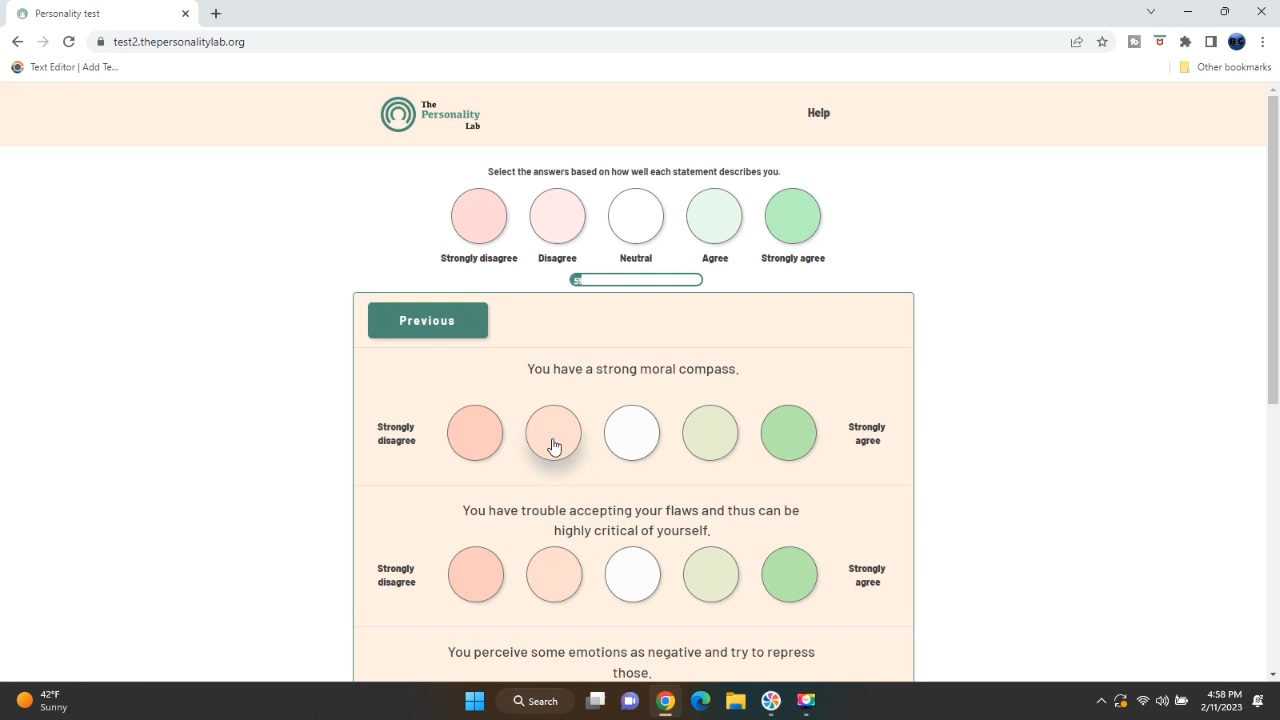 Personality test
test2.thepersonalitylab.org
Text Editor | Add Te...
Other bookmarks
The
Personality
Lab
Help
Select the answers based on how well each statement describes you.
Strongly disagree
Disagree
Neutral
Agree
Strongly agree
Previous
You have a strong moral compass.
Strongly
disagree
Strongly
agree
You have trouble accepting your flaws and thus can be
highly critical of yourself.
Strongly
disagree
Strongly
agree
You perceive some emotions as negative and try to repress
those.
42°F
Sunny
Search
4:58 PM
2/11/2023